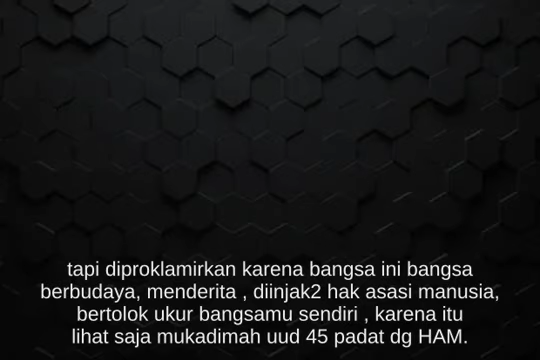 tapi diproklamirkan karena bangsa ini bangsa
berbudaya, menderita , diinjak2 hak asasi manusia,
bertolok ukur bangsamu sendiri , karena itu
lihat saja mukadimah uud 45 padat dg HAM.